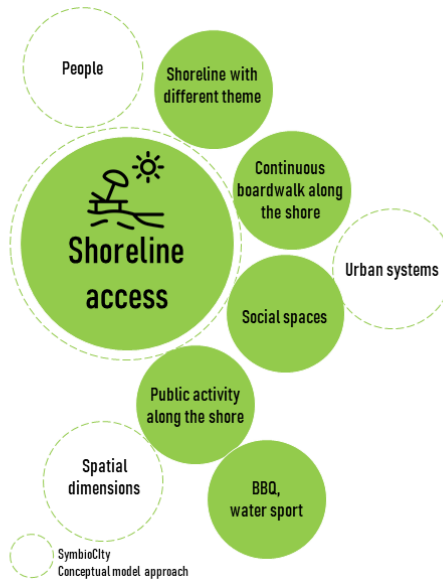 People
Shoreline with
different theme
Continuous
boardwalk along
the shore
Shoreline
access
Urban systems
Social spaces
Public activity
along the shore
Spatial
dimensions
BBQ,
water sport
SymbioCIty
Conceptual model approach